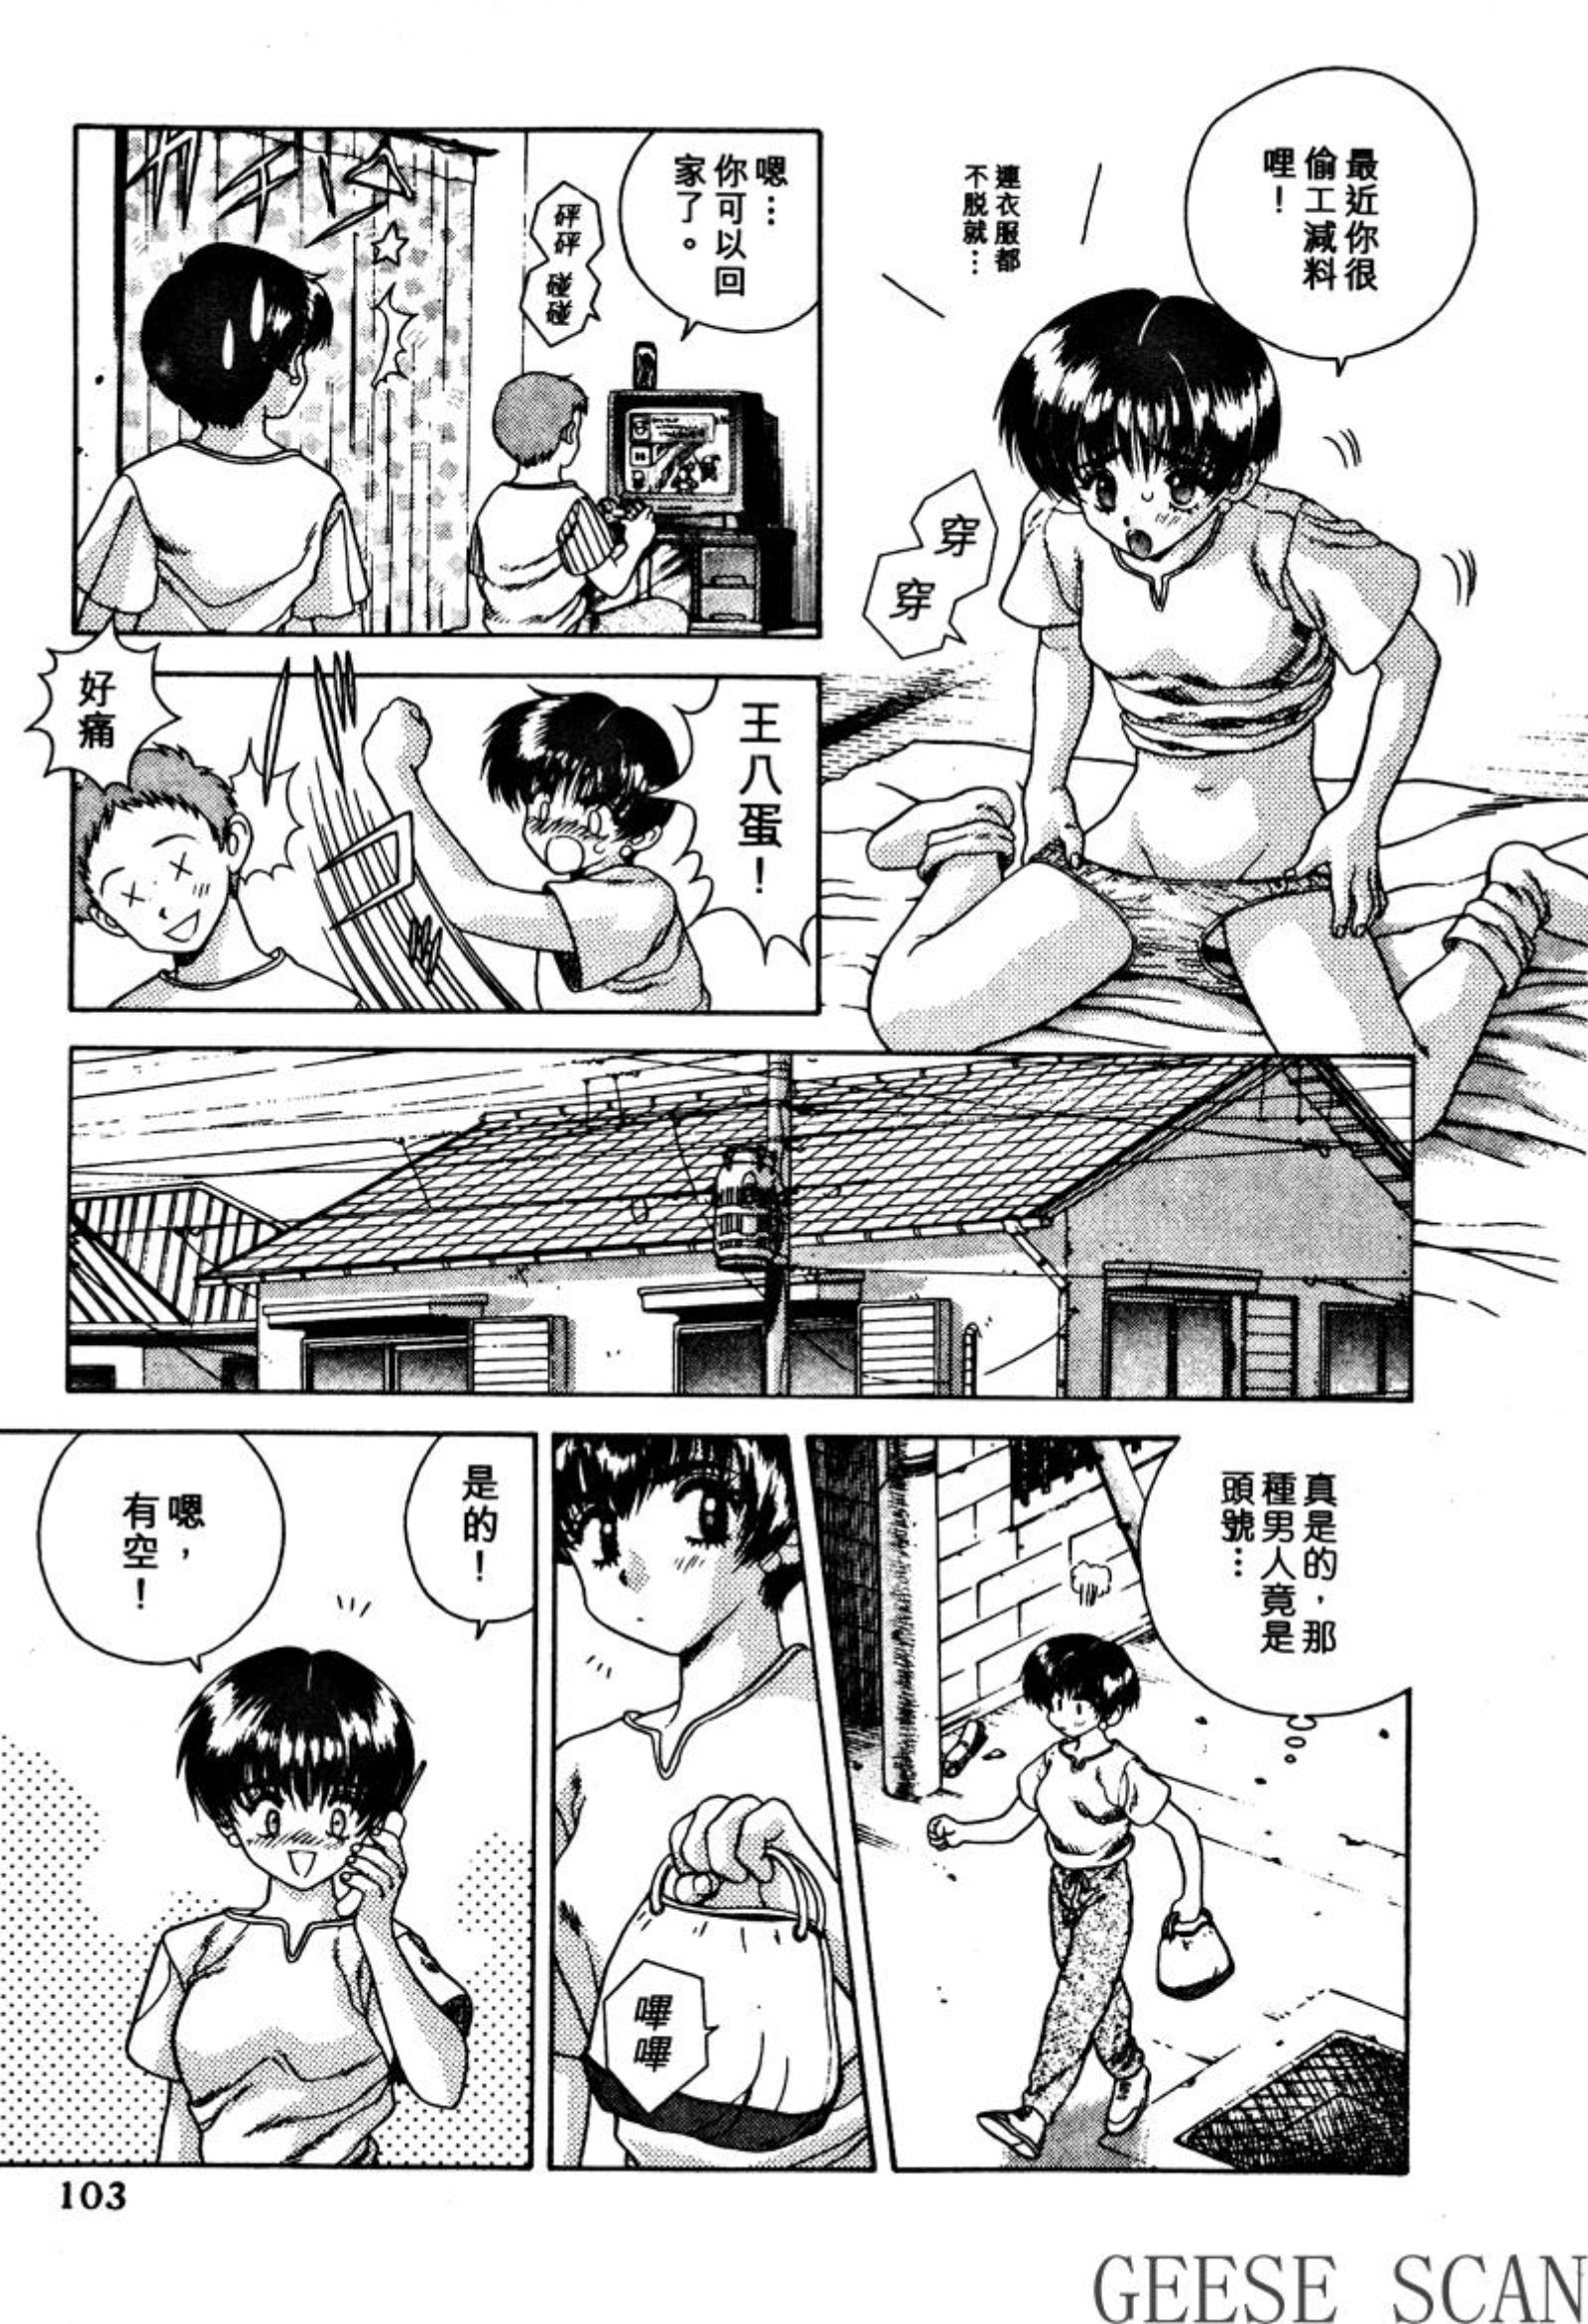 最近你很
偷工減料
哩！
連衣服都
不脫就…
穿
穿
嗯…
你可以回
家了。
砰砰
碰碰
王八蛋！
好痛
真是的，那
種男人竟是
頭號…
嗶嗶
是的！
嗯，
有空！
103
GEESE SCAN